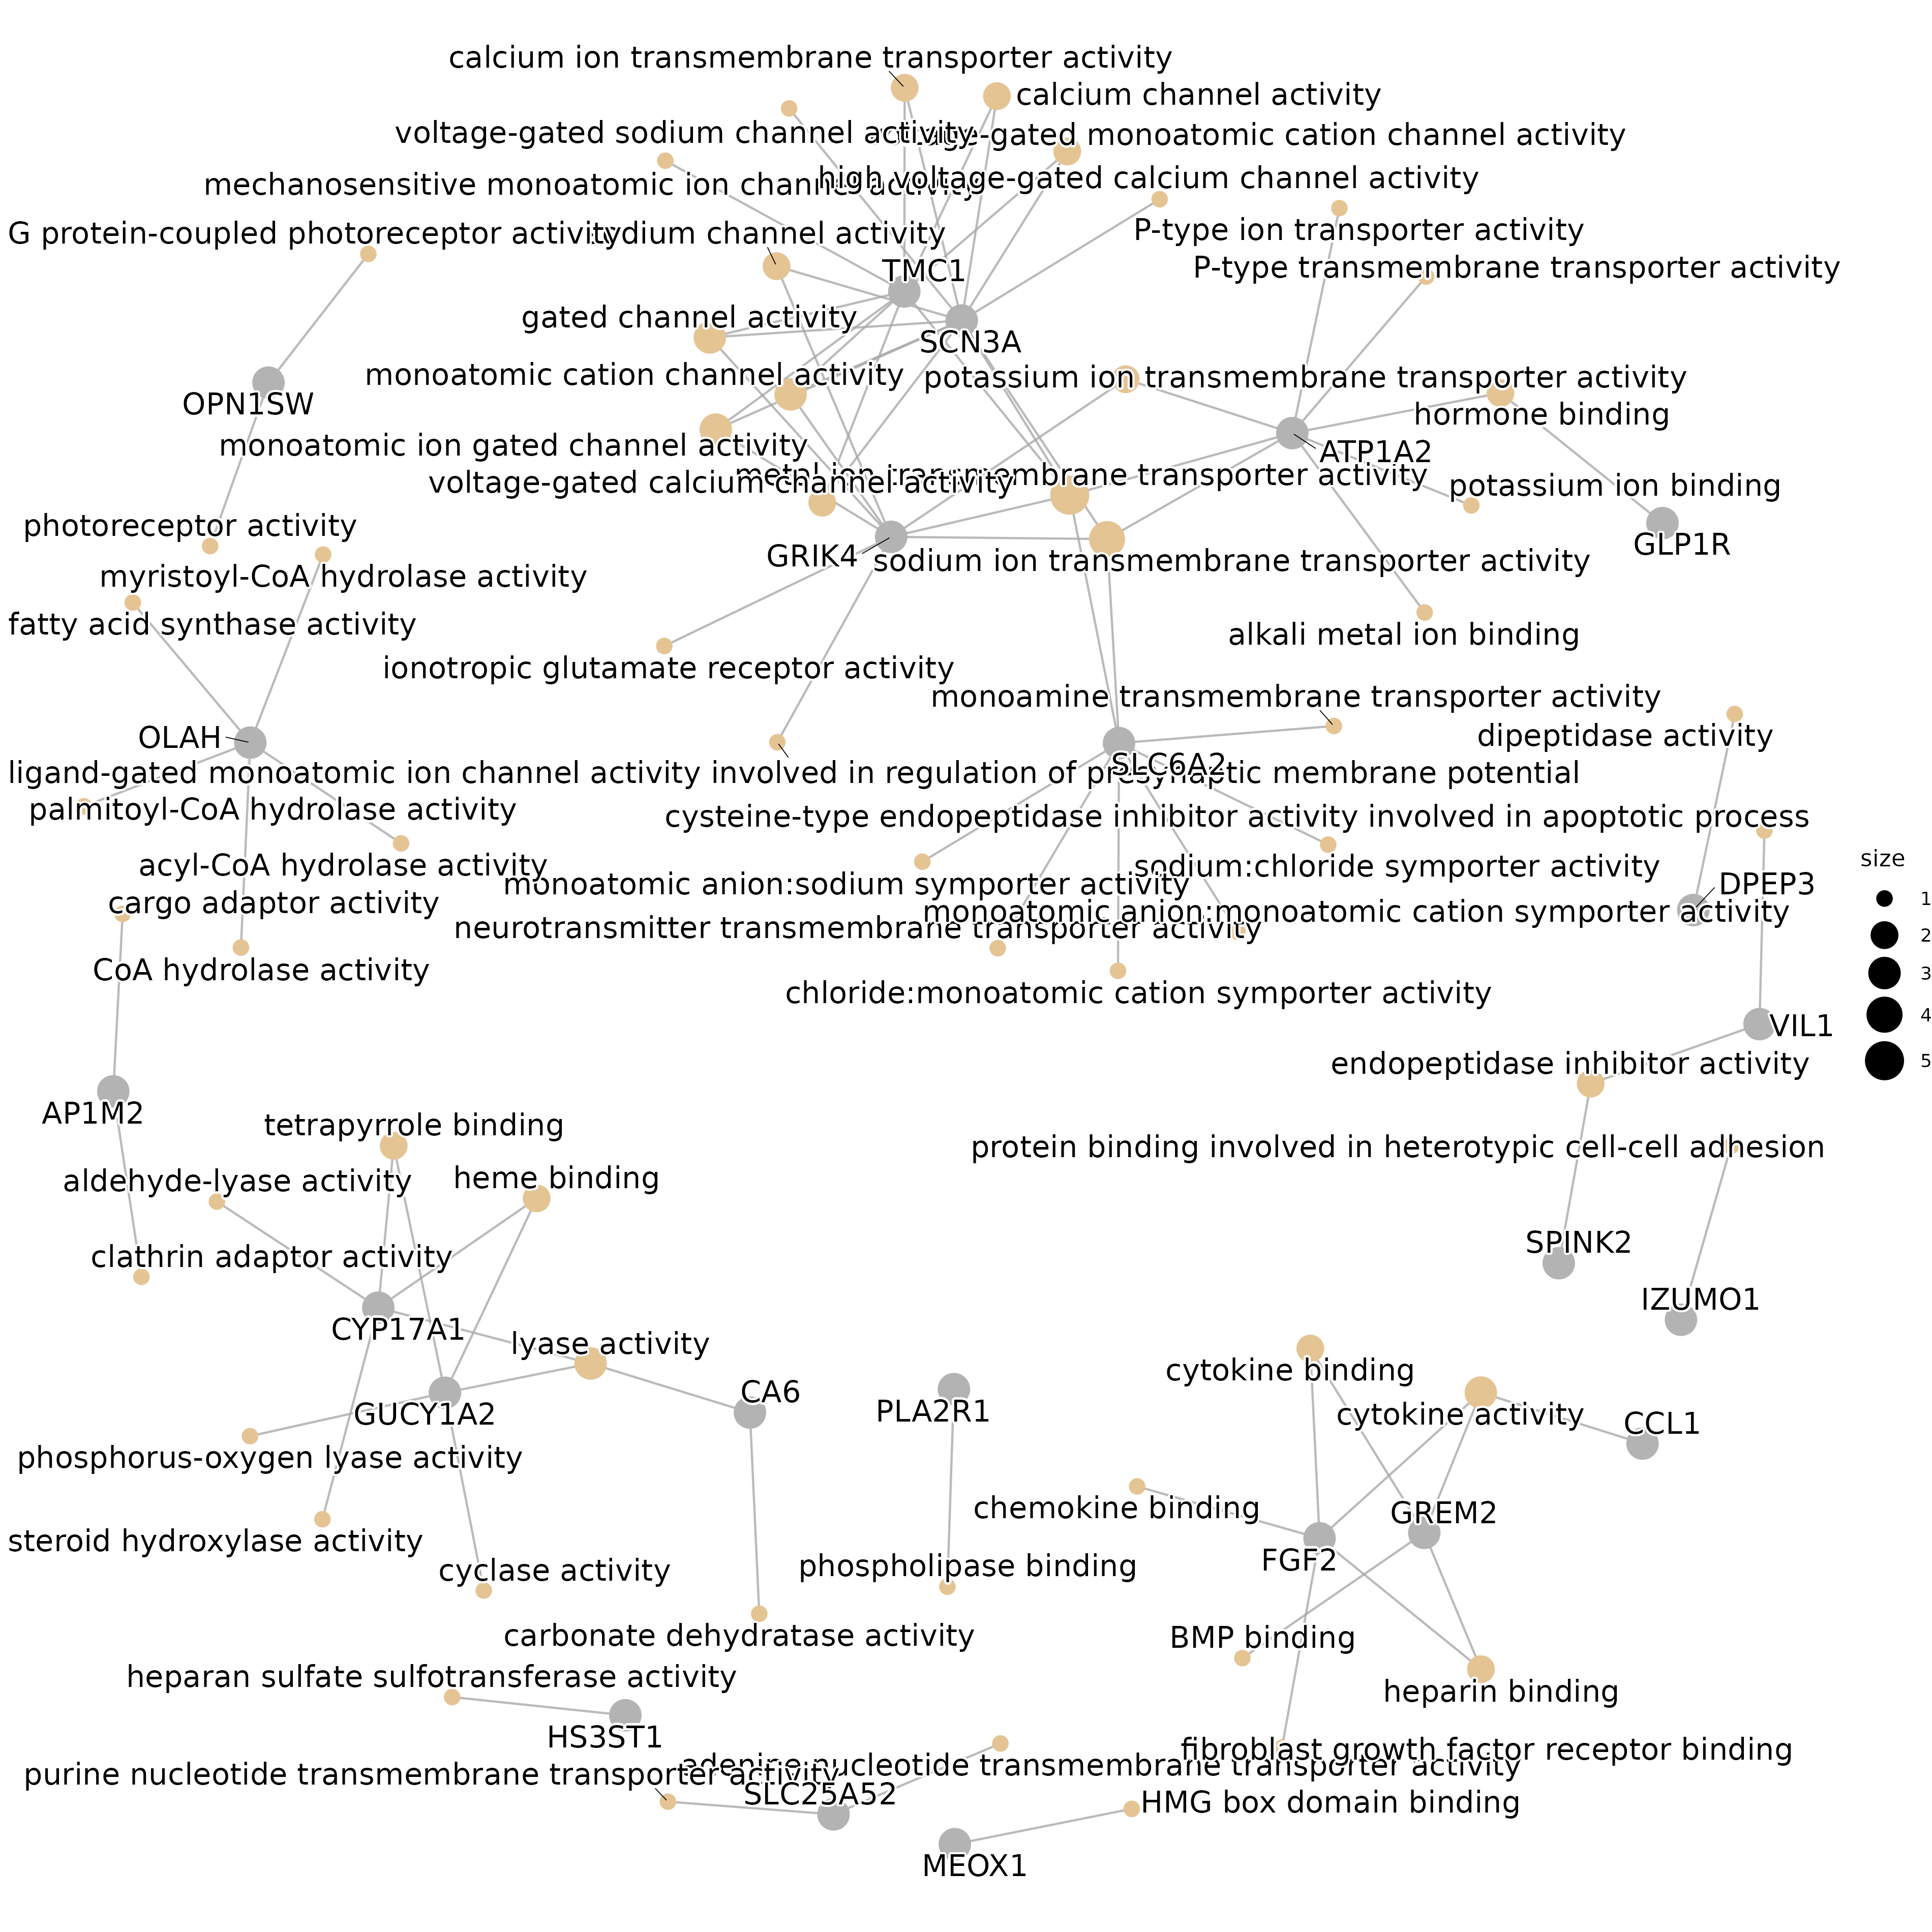 calcium ion transmembrane transporter activity
calcium channel activity
voltage-gated sodium channel activity
voltage-gated monoatomic cation channel activity
mechanosensitive monoatomic ion channel activity
high voltage-gated calcium channel activity
G protein-coupled photoreceptor activity
sodium channel activity
P-type ion transporter activity
TMC1
P-type transmembrane transporter activity
gated channel activity
SCN3A
monoatomic cation channel activity
potassium ion transmembrane transporter activity
OPN1SW
hormone binding
monoatomic ion gated channel activity
ATP1A2
metal ion transmembrane transporter activity
voltage-gated calcium channel activity
potassium ion binding
photoreceptor activity
GRIK4
sodium ion transmembrane transporter activity
GLP1R
myristoyl-CoA hydrolase activity
fatty acid synthase activity
alkali metal ion binding
ionotropic glutamate receptor activity
monoamine transmembrane transporter activity
OLAH
dipeptidase activity
SLC6A2
ligand-gated monoatomic ion channel activity involved in regulation of presynaptic membrane potential
palmitoyl-CoA hydrolase activity
cysteine-type endopeptidase inhibitor activity involved in apoptotic process
acyl-CoA hydrolase activity
sodium:chloride symporter activity
size
monoatomic anion:sodium symporter activity
DPEP3
1
cargo adaptor activity
monoatomic anion:monoatomic cation symporter activity
neurotransmitter transmembrane transporter activity
2
CoA hydrolase activity
3
chloride:monoatomic cation symporter activity
4
VIL1
endopeptidase inhibitor activity
5
AP1M2
tetrapyrrole binding
protein binding involved in heterotypic cell-cell adhesion
aldehyde-lyase activity
heme binding
SPINK2
clathrin adaptor activity
IZUMO1
CYP17A1
lyase activity
cytokine binding
CA6
PLA2R1
GUCY1A2
cytokine activity
CCL1
phosphorus-oxygen lyase activity
chemokine binding
GREM2
steroid hydroxylase activity
FGF2
cyclase activity
phospholipase binding
carbonate dehydratase activity
BMP binding
heparan sulfate sulfotransferase activity
heparin binding
HS3ST1
fibroblast growth factor receptor binding
adenine nucleotide transmembrane transporter activity
purine nucleotide transmembrane transporter activity
SLC25A52
HMG box domain binding
MEOX1